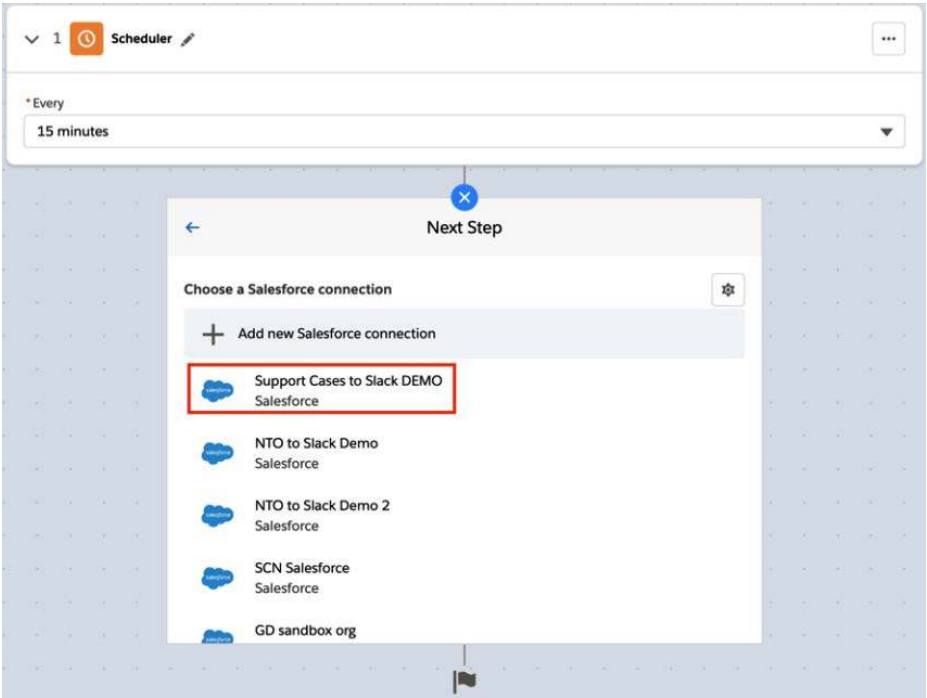 1 Scheduler
* Every
15 minutes
Next Step
Choose a Salesforce connection
Add new Salesforce connection
Support Cases to Slack DEMO
Salesforce
NTO to Slack Demo
Salesforce
NTO to Slack Demo 2
Salesforce
SCN Salesforce
Salesforce
GD sandbox org